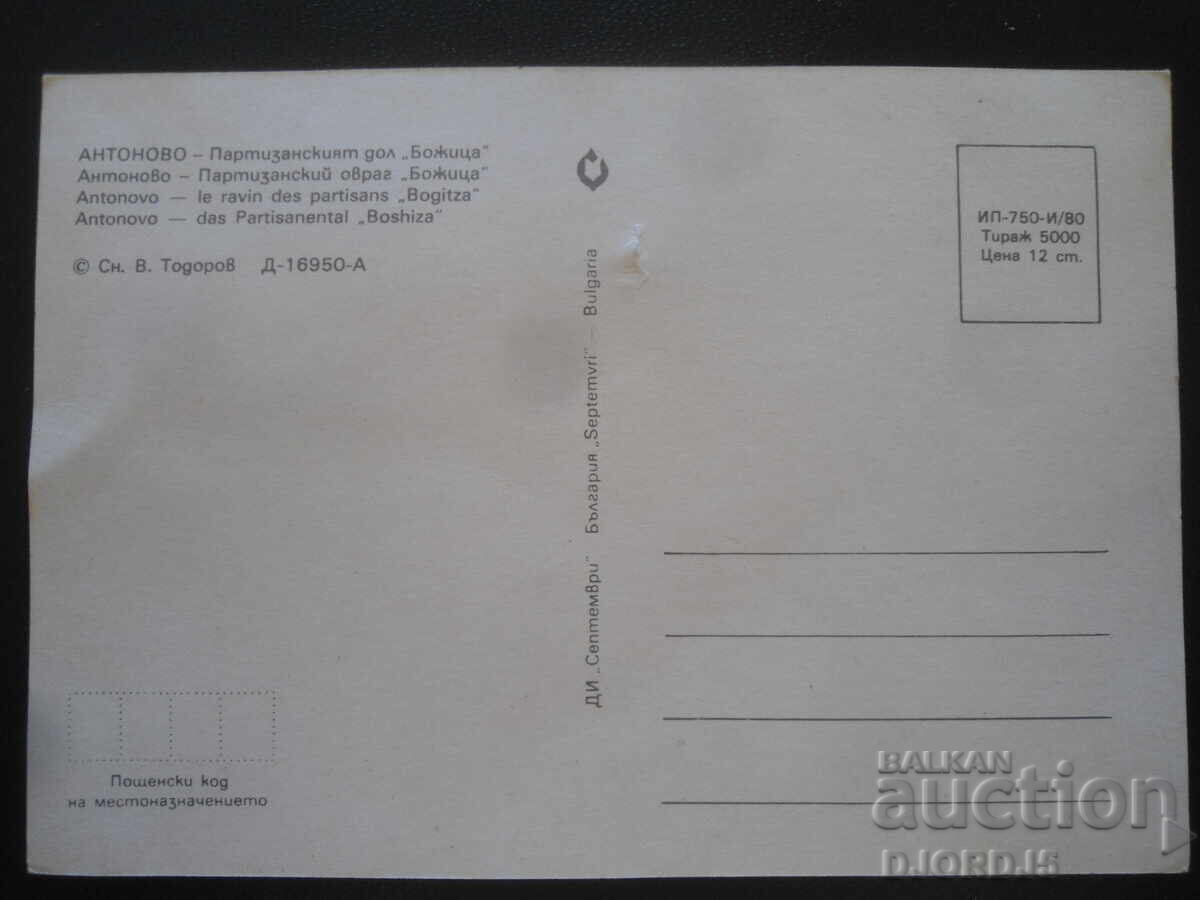 АНТОНОВО – Партизанският дол „Божица"
Антоново – Партизанский овраг „Божица"
Antonovo — le ravin des partisans „Bogitza"
Antonovo — das Partisanental „Boshiza"
© Сн. В. Тодоров Д-16950-А
ДИ „Септември" България „Septemvri" — Bulgaria
ИП-750-И/80
Тираж 5000
Цена 12 ст.
Пощенски код
на местоназначението
BALKAN
auction
DJORDJ5